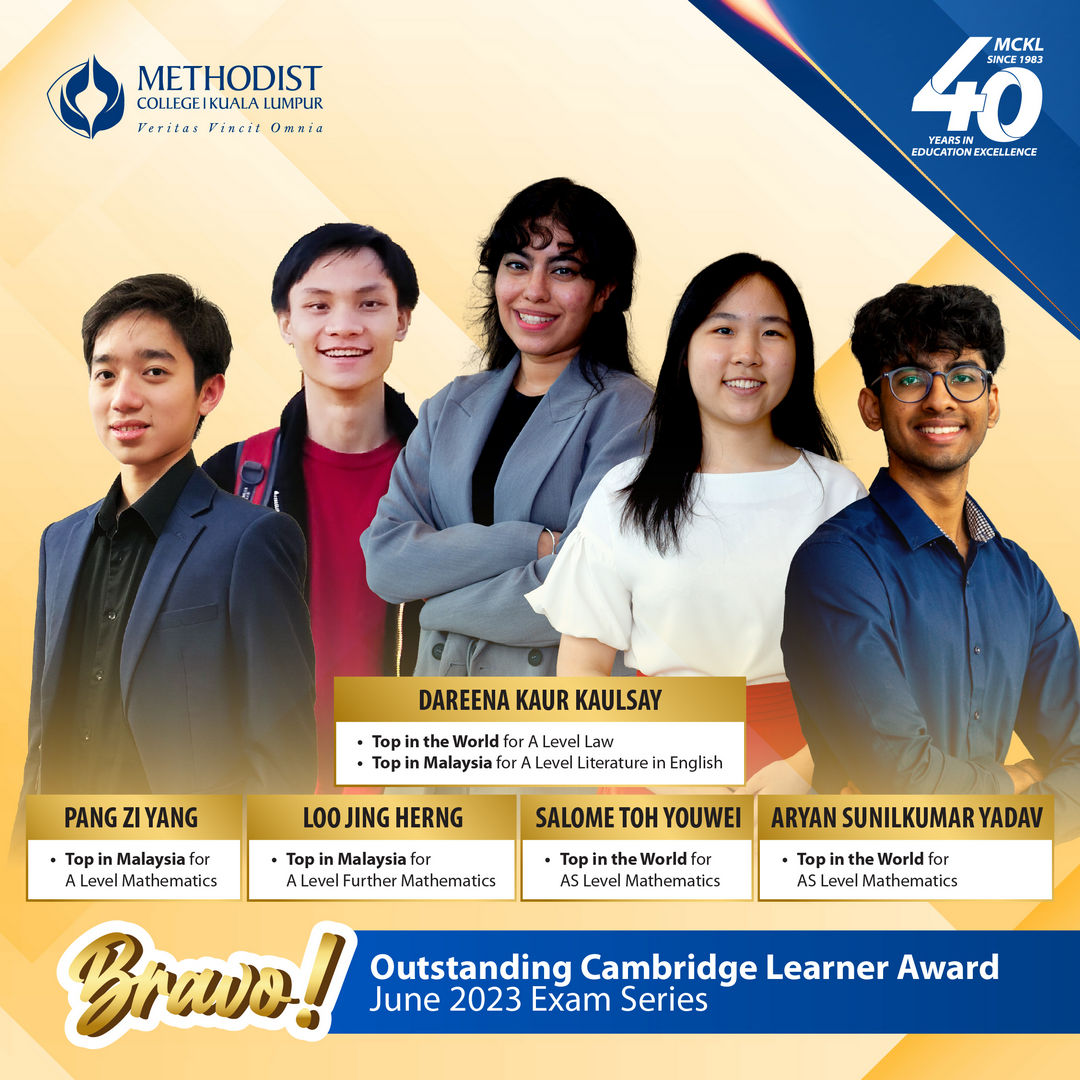 METHODIST
COLLEGE | KUALA LUMPUR
Veritas Vincit Omnia
MCKL
SINCE 1983
40
YEARS IN
EDUCATION EXCELLENCE
DAREENA KAUR KAULSAY
• Top in the World for A Level Law
• Top in Malaysia for A Level Literature in English
PANG ZI YANG
• Top in Malaysia for
A Level Mathematics
LOO JING HERNG
• Top in Malaysia for
A Level Further Mathematics
SALOME TOH YOUWEI
• Top in the World for
AS Level Mathematics
ARYAN SUNILKUMAR YADAV
• Top in the World for
AS Level Mathematics
Bravo!
Outstanding Cambridge Learner Award
June 2023 Exam Series